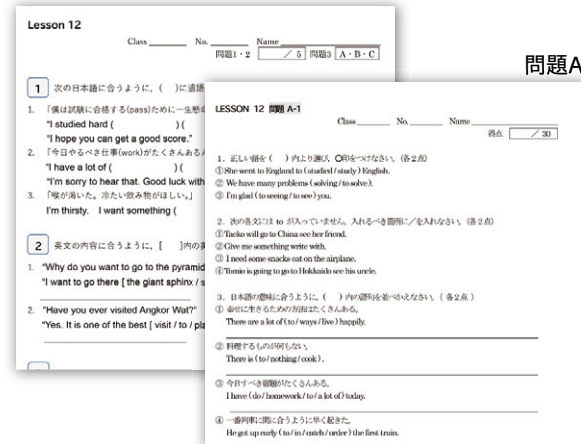 Lesson 12
Class No. Name
問題1・2 / 5 問題3 A・B・C
1 次の日本語に合うように，( )に適語
1. 「僕は試験に合格する(pass)ために一生懸命
"I studied hard ( )(
"I hope you can get a good score."
2. 「今日やるべき仕事(work)がたくさんある
"I have a lot of ( )(
"I'm sorry to hear that. Good luck with
3. 「喉が渇いた。冷たい飲み物がほしい。」
I'm thirsty. I want something (
2 英文の内容に合うように，[ ]内の英
1. "Why do you want to go to the pyramid
"I want to go there [ the giant sphinx / s
2. "Have you ever visited Angkor Wat?"
"Yes. It is one of the best [ visit / to / pla
問題A
LESSON 12 問題 A-1
Class No. Name
得点 / 30
1．正しい語を（ ）内より選び、○印をつけなさい。（各２点）
①She went to England to ( studied / study ) English.
② We have many problems ( solving / to solve ).
③ I'm glad ( to seeing / to see ) you.
2．次の各文には to が入っていません。入れるべき箇所に／を入れなさい。（各２点）
①Taeko will go to China see her friend.
②Give me something write with.
③ I need some snacks eat on the airplane.
④Tomio is going to go to Hokkaido see his uncle.
3．日本語の意味に合うように、（ ）内の語句を並べかえなさい。（ 各２点 ）
① 幸せに生きるための方法はたくさんある。
There are a lot of ( to / ways / live ) happily.
② 料理するものが何もない。
There is ( to / nothing / cook ) .
③ 今日すべき宿題がたくさんある。
I have ( do / homework / to / a lot of) today.
④ 一番列車に間に合うように早く起きた。
He got up early ( to / in / catch / order ) the first train.